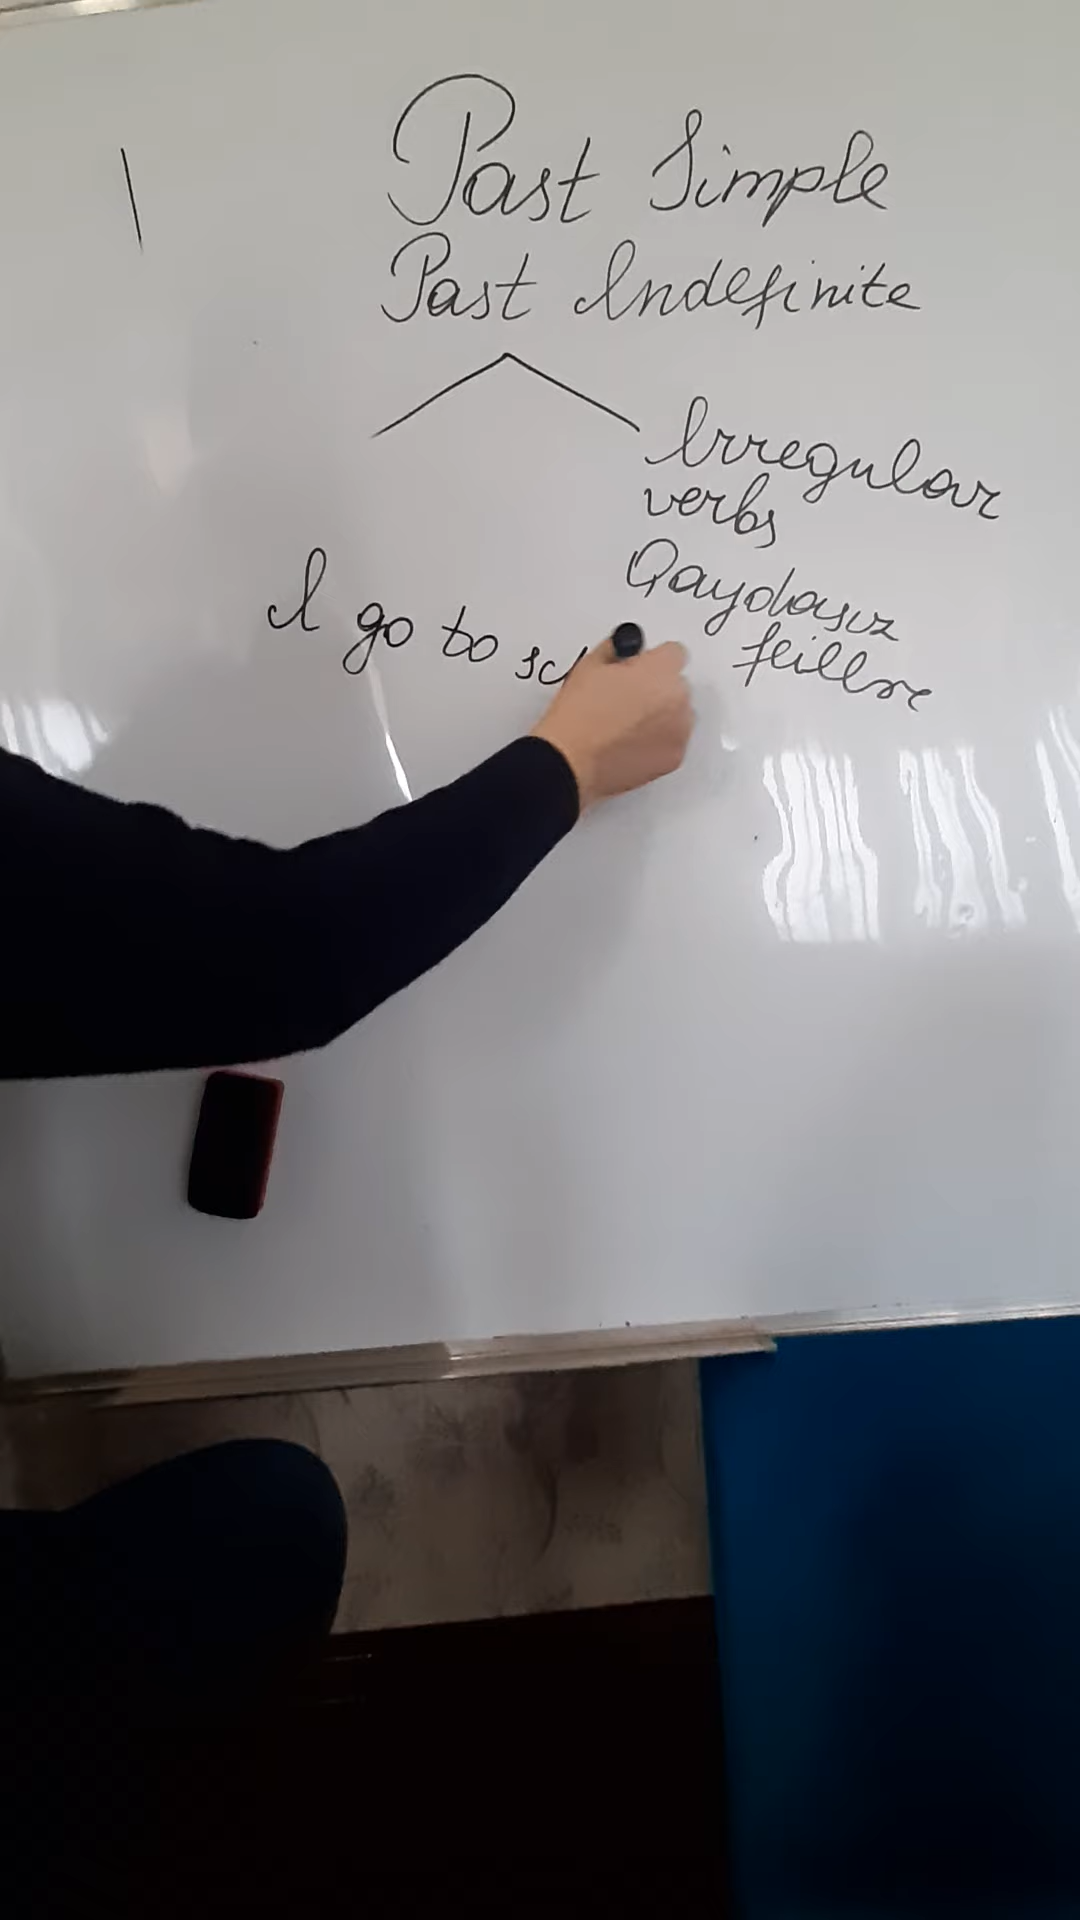 Past Simple
Past Indefinite
Irregular
verbs
Qaydasız
feillər
I go to sc